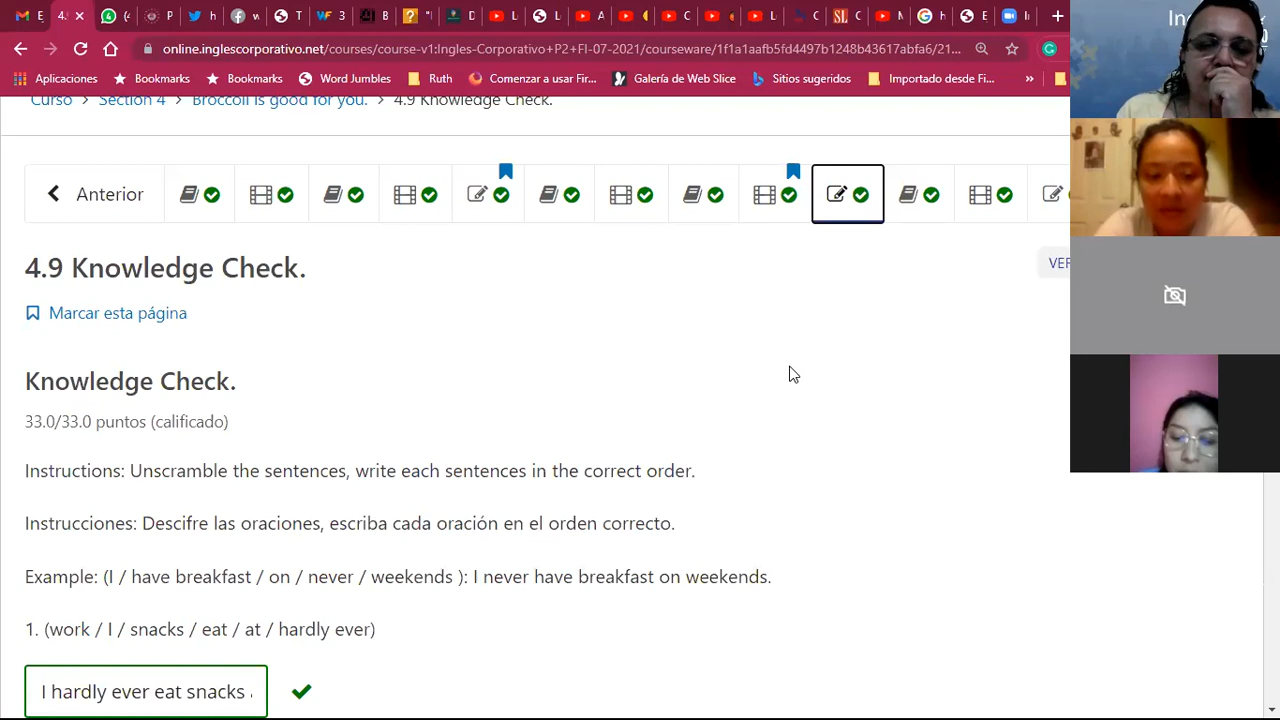 E
4.
P
h
w
T
3
B
"
D
L
L
A
(
C
C
SL
N
h
E
Ir
online.inglescorporativo.net/courses/course-v1:Ingles-Corporativo+P2+FI-07-2021/courseware/1f1a1aafb5fd4497b1248b43617abfa6/21...
Aplicaciones
Bookmarks
Bookmarks
Word Jumbles
Ruth
Comenzar a usar Fir...
Galería de Web Slice
Sitios sugeridos
Importado desde Fi...
»
Curso > Section 4 > Broccoli is good for you. > 4.9 Knowledge Check.
Anterior
4.9 Knowledge Check.
VER
Marcar esta página
Knowledge Check.
33.0/33.0 puntos (calificado)
Instructions: Unscramble the sentences, write each sentences in the correct order.
Instrucciones: Descifre las oraciones, escriba cada oración en el orden correcto.
Example: (I / have breakfast / on / never / weekends ): I never have breakfast on weekends.
1. (work / I / snacks / eat / at / hardly ever)
I hardly ever eat snacks